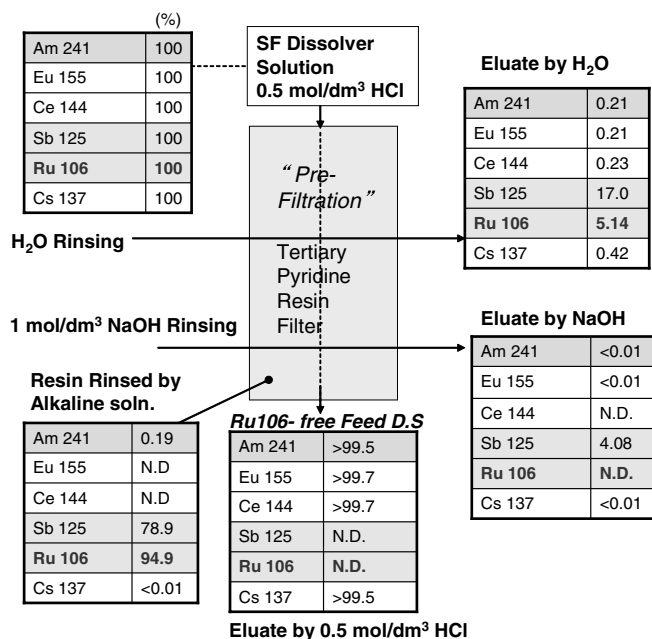 (%)
Am 241 100
Eu 155 100
Ce 144 100
Sb 125 100
Ru 106 100
Cs 137 100
SF Dissolver
Solution
0.5 mol/dm³ HCl
Eluate by H₂O
Am 241 0.21
Eu 155 0.21
Ce 144 0.23
Sb 125 17.0
Ru 106 5.14
Cs 137 0.42
“Pre-
Filtration”
H₂O Rinsing
Tertiary
Pyridine
Resin
Filter
1 mol/dm³ NaOH Rinsing
Eluate by NaOH
Am 241 <0.01
Eu 155 <0.01
Ce 144 N.D.
Sb 125 4.08
Ru 106 N.D.
Cs 137 <0.01
Resin Rinsed by
Alkaline soln.
Am 241 0.19
Eu 155 N.D
Ce 144 N.D
Sb 125 78.9
Ru 106 94.9
Cs 137 <0.01
Ru106- free Feed D.S
Am 241 >99.5
Eu 155 >99.7
Ce 144 >99.7
Sb 125 N.D.
Ru 106 N.D.
Cs 137 >99.5
Eluate by 0.5 mol/dm³ HCl